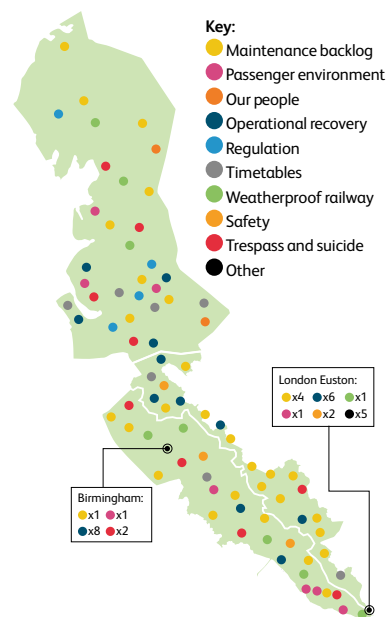 Key:
Maintenance backlog
Passenger environment
Our people
Operational recovery
Regulation
Timetables
Weatherproof railway
Safety
Trespass and suicide
Other
London Euston:
x4 x6 x1
x1 x2 x5
Birmingham:
x1 x1
x8 x2